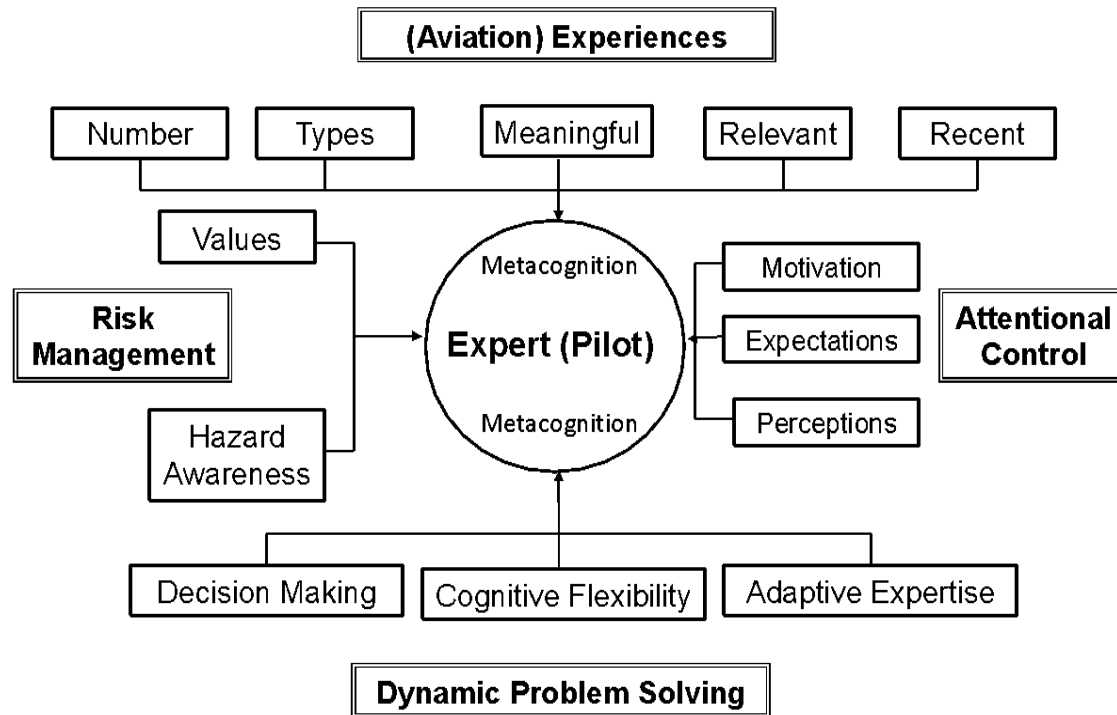 (Aviation) Experiences
Number
Types
Meaningful
Relevant
Recent
Values
Risk
Management
Hazard
Awareness
Metacognition
Expert (Pilot)
Metacognition
Motivation
Expectations
Perceptions
Attentional
Control
Decision Making
Cognitive Flexibility
Adaptive Expertise
Dynamic Problem Solving